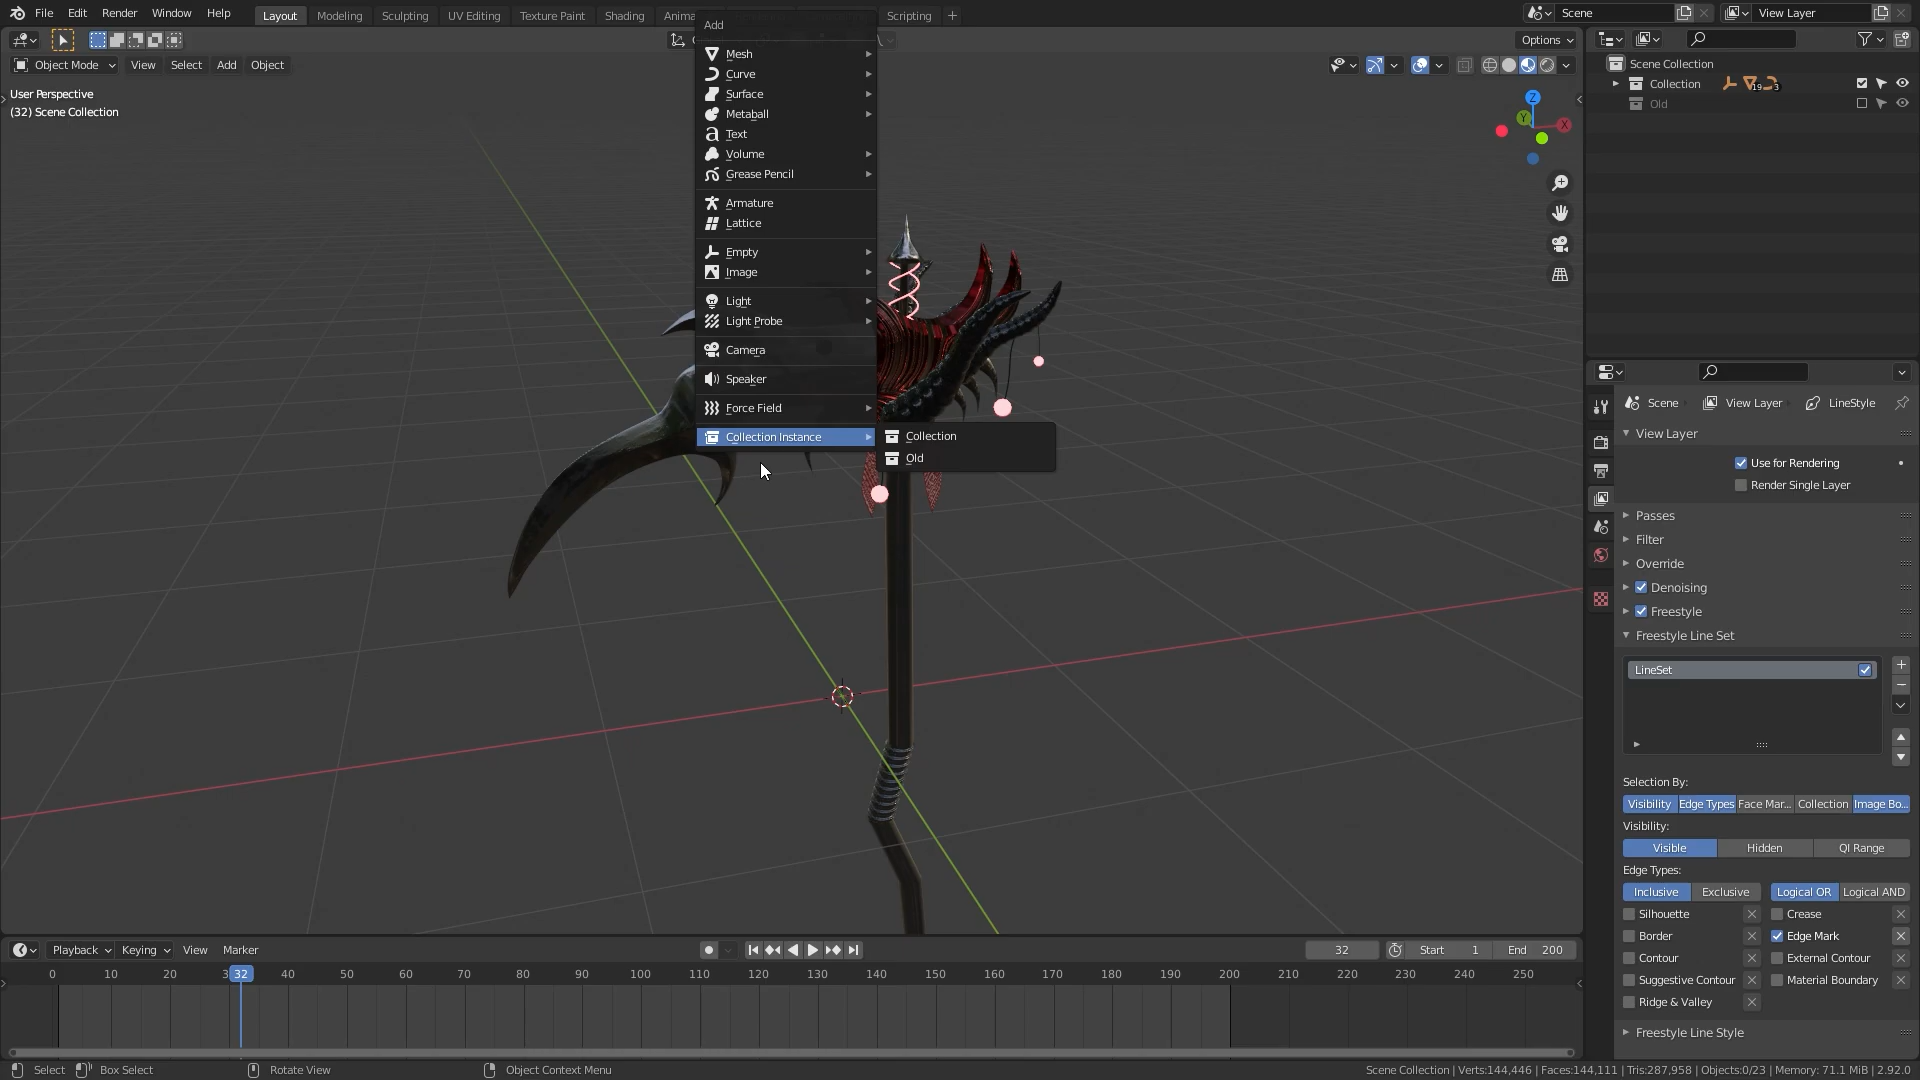 File Edit Render Window Help Layout Modeling Sculpting UV Editing Texture Paint Shading Anima Scripting + Scene View Layer
Options
Object Mode View Select Add Object
User Perspective
(32) Scene Collection
Add
Mesh
Curve
Surface
Metaball
Text
Volume
Grease Pencil
Armature
Lattice
Empty
Image
Light
Light Probe
Camera
Speaker
Force Field
Collection Instance
Collection
Old
Z
Y
X
Scene Collection
Collection 19 3
Old
Scene View Layer LineStyle
View Layer
Use for Rendering
Render Single Layer
Passes
Filter
Override
Denoising
Freestyle
Freestyle Line Set
LineSet
Selection By:
Visibility Edge Types Face Mar... Collection Image Bo...
Visibility:
Visible Hidden QI Range
Edge Types:
Inclusive Exclusive Logical OR Logical AND
Silhouette Crease
Border Edge Mark
Contour External Contour
Suggestive Contour Material Boundary
Ridge & Valley
Freestyle Line Style
Playback Keying View Marker 32 Start 1 End 200
0 10 20 3 32 40 50 60 70 80 90 100 110 120 130 140 150 160 170 180 190 200 210 220 230 240 250
Select Box Select Rotate View Object Context Menu Scene Collection | Verts:144,446 | Faces:144,111 | Tris:287,958 | Objects:0/23 | Memory: 71.1 MiB | 2.92.0